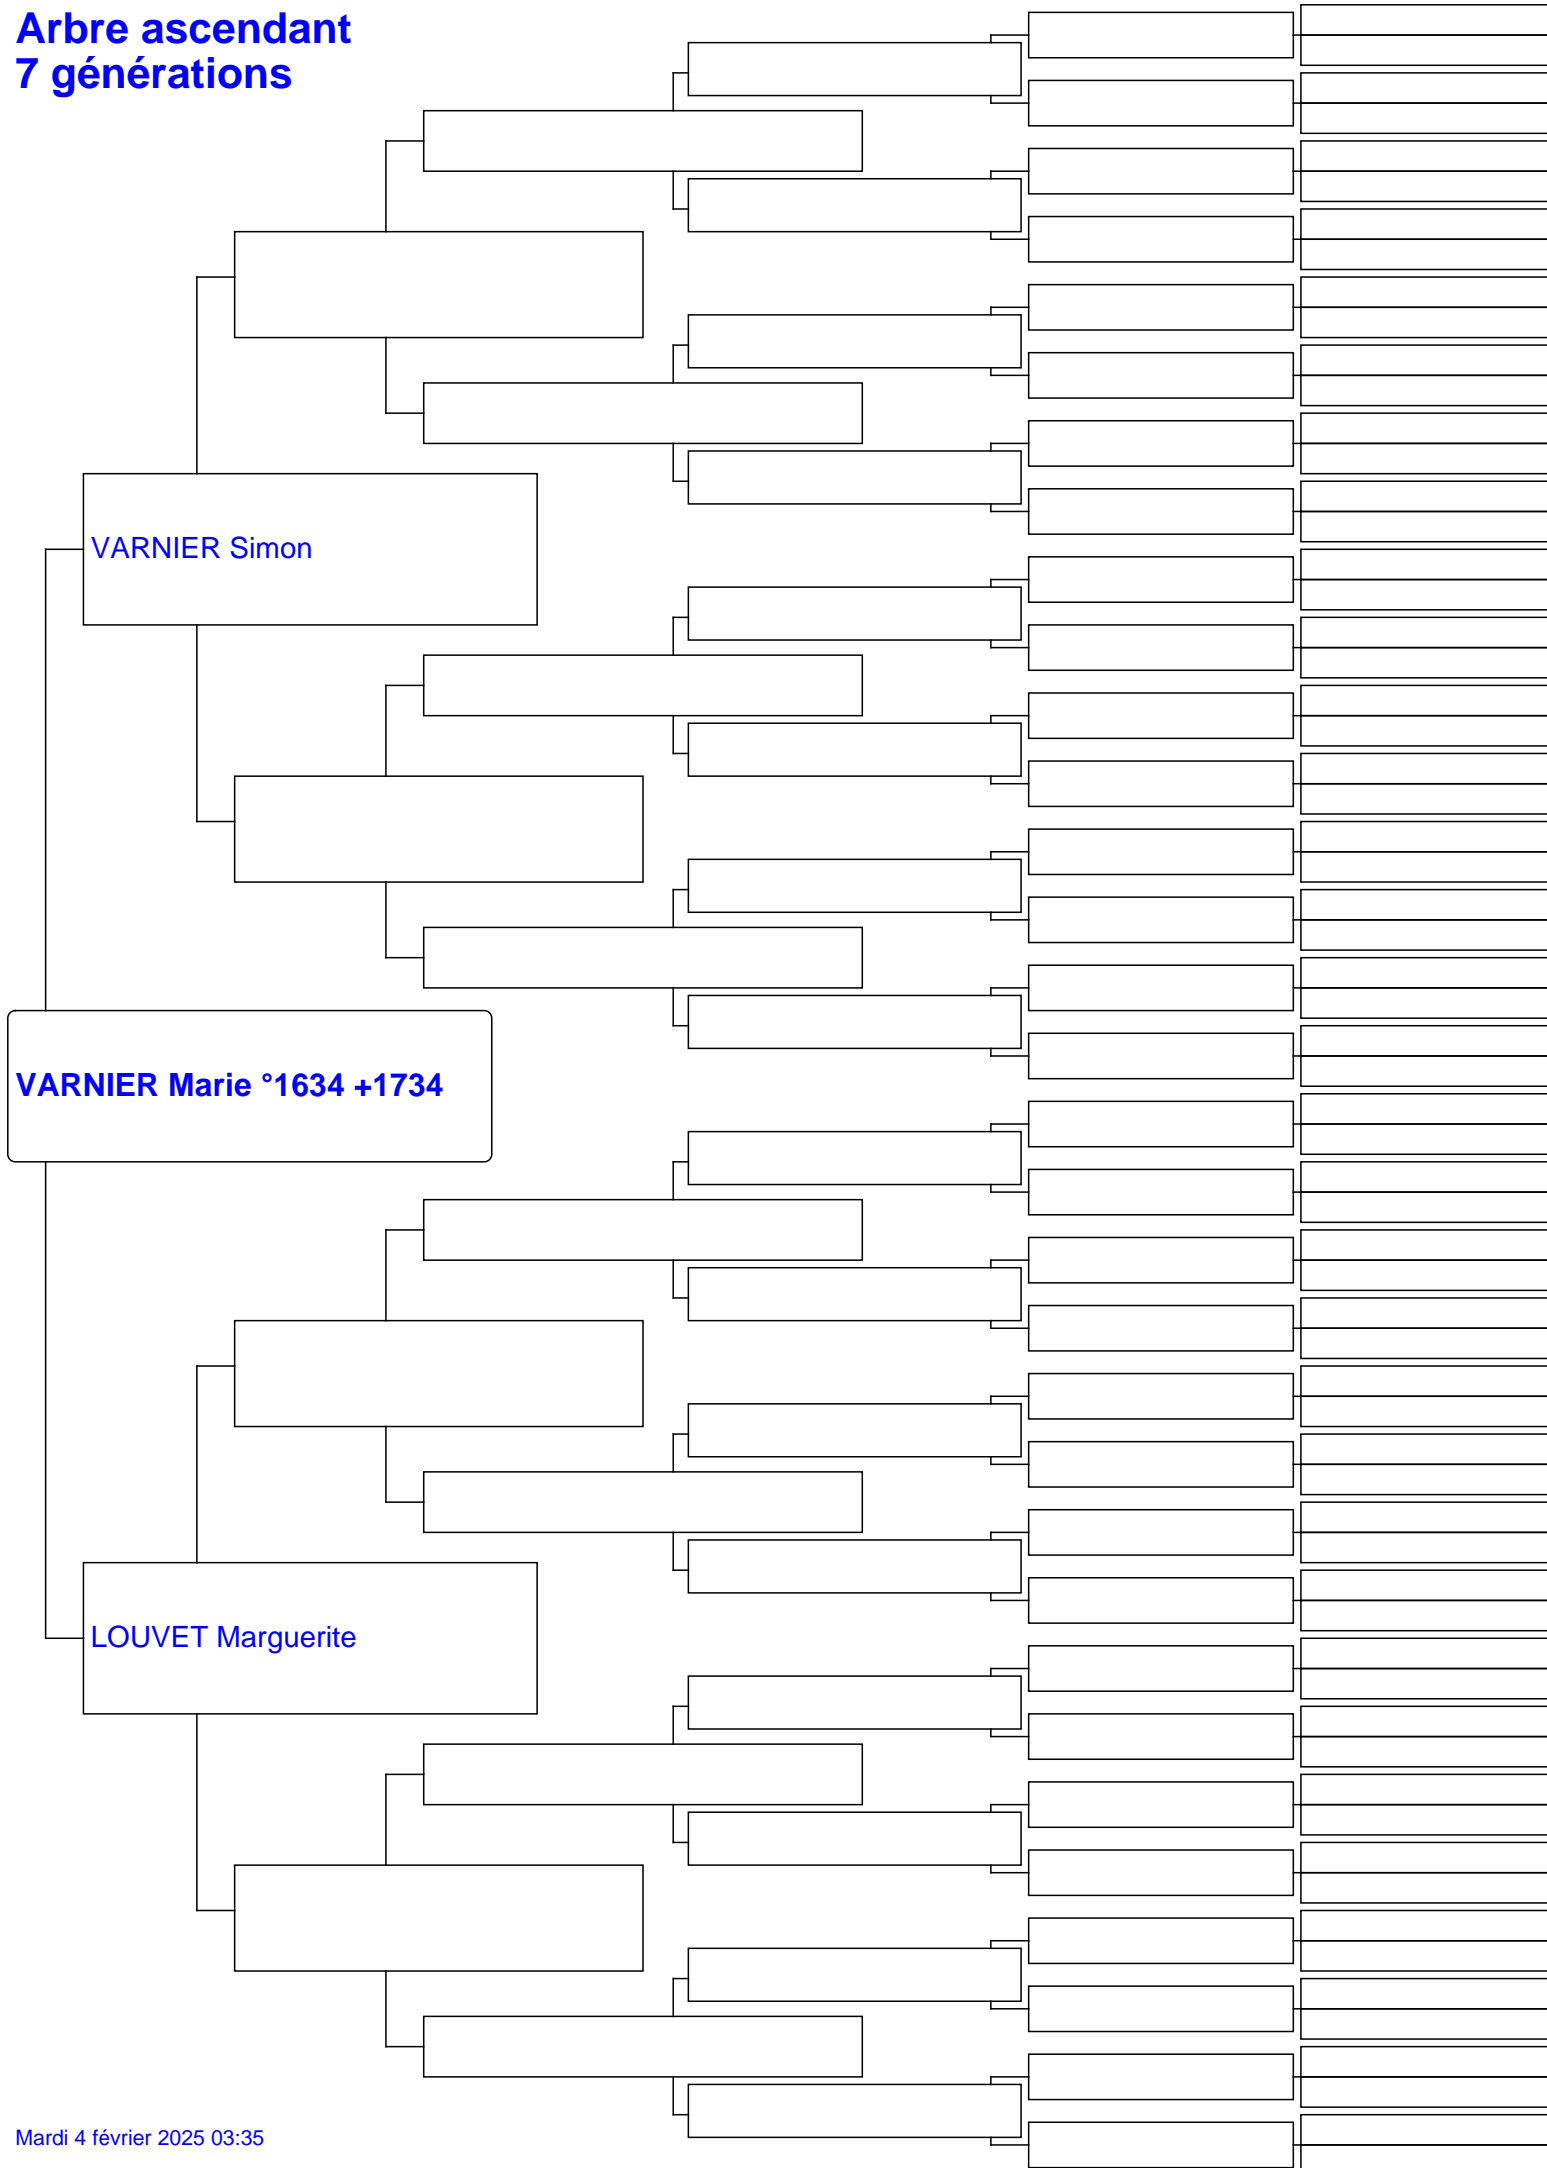 Arbre ascendant
7 générations
VARNIER Simon
VARNIER Marie °1634 +1734
LOUVET Marguerite
Mardi 4 février 2025 03:35